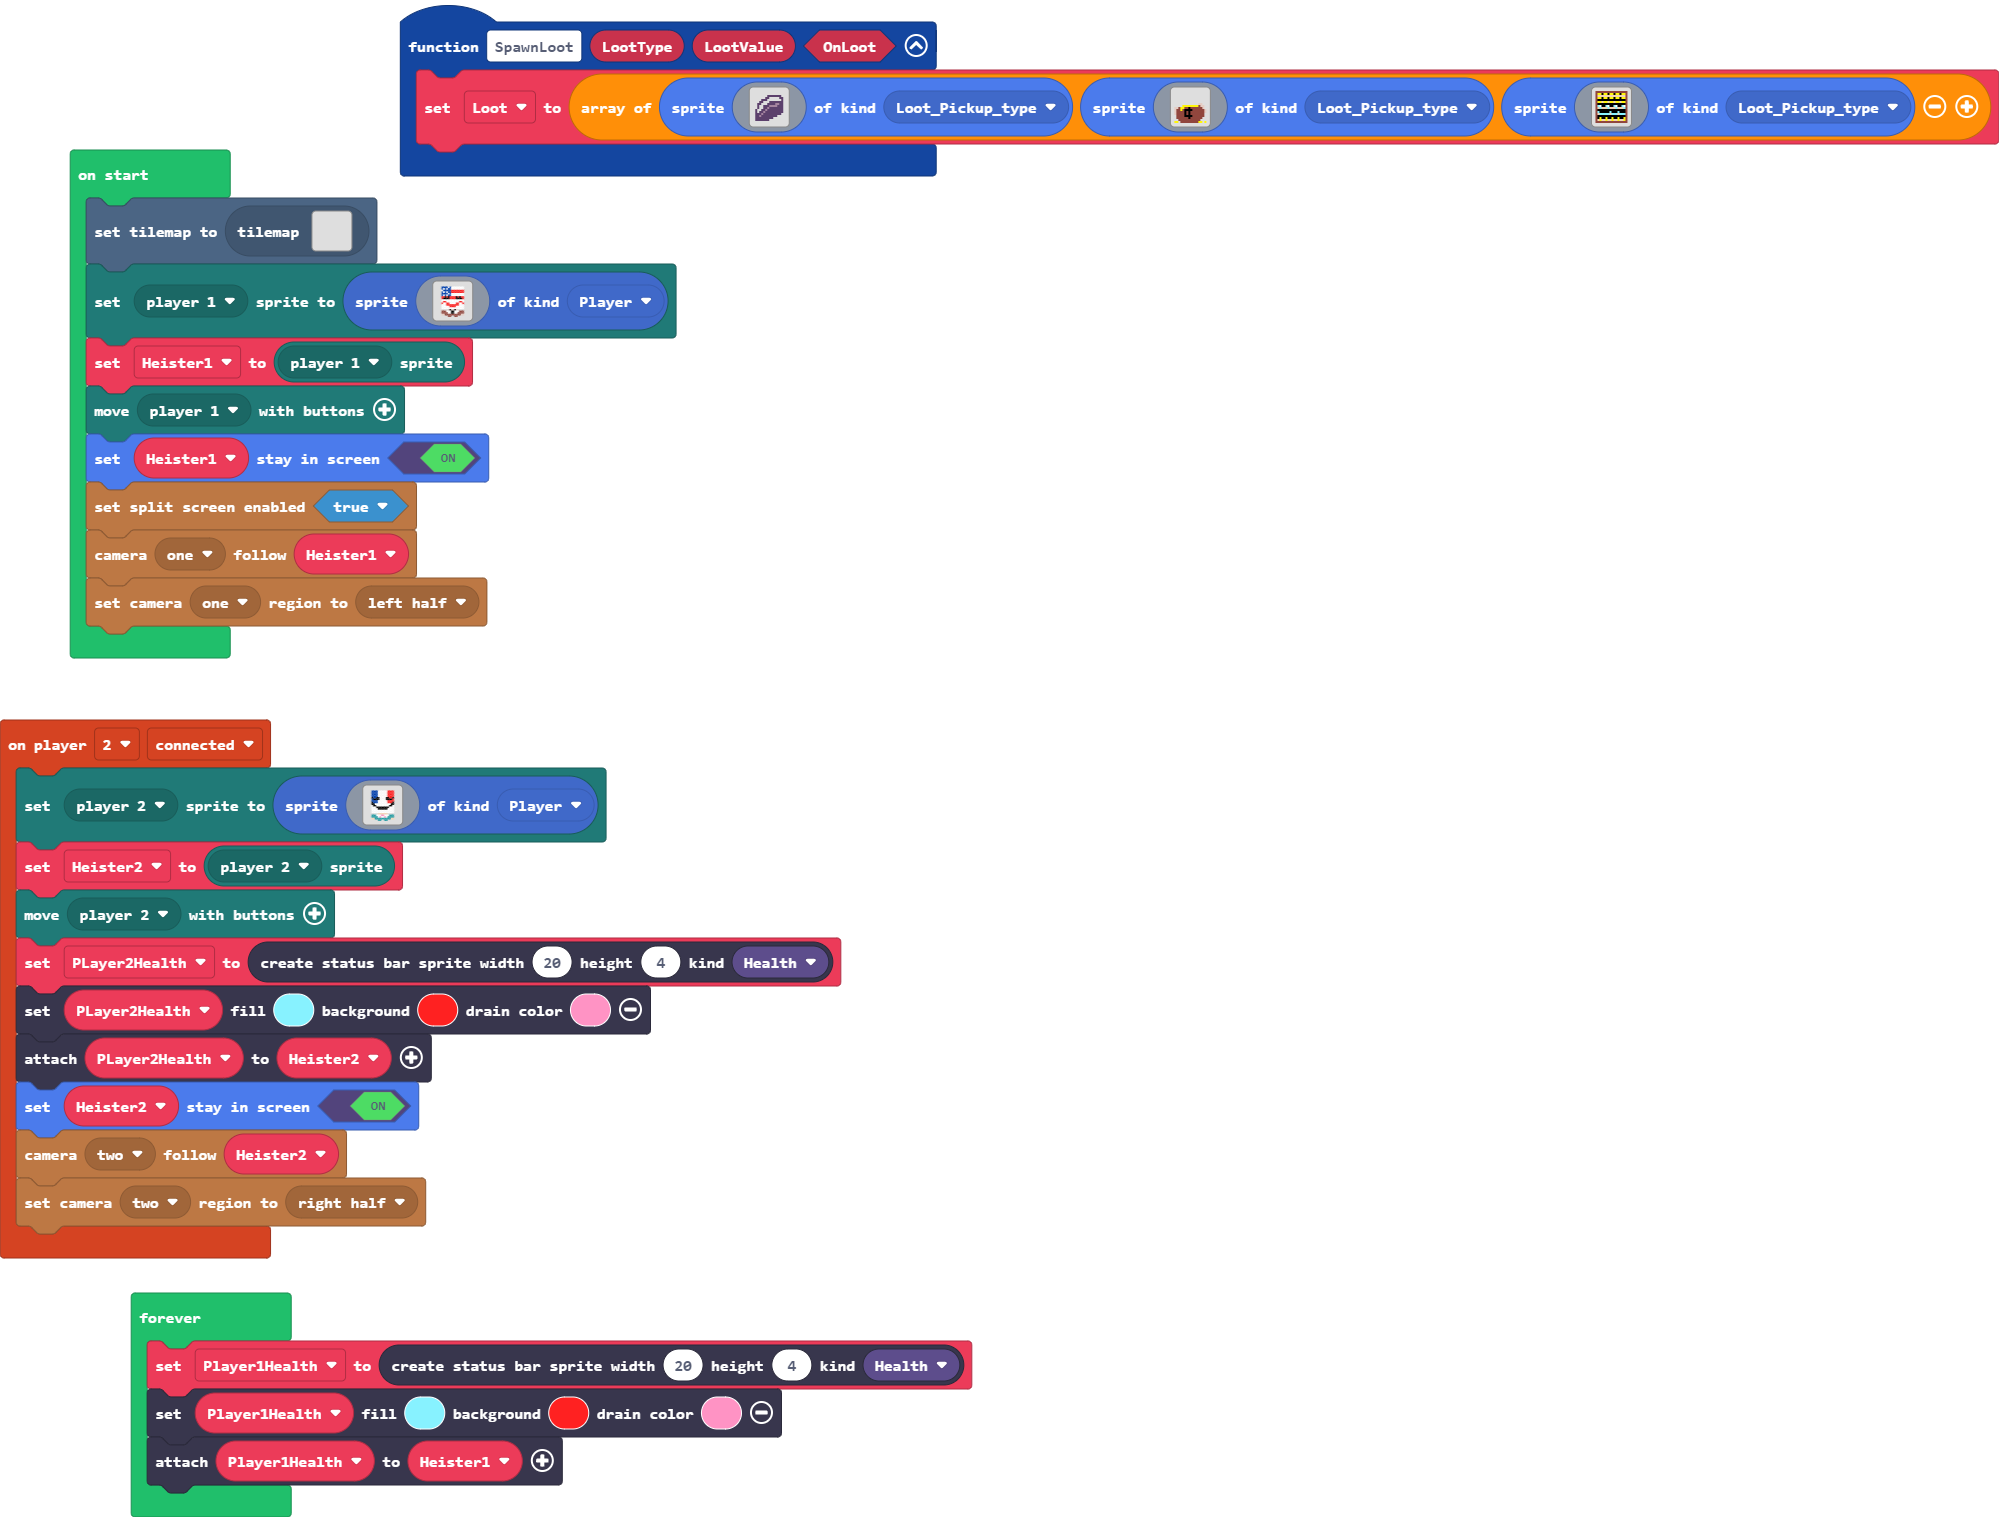 function SpawnLoot LootType LootValue OnLoot
set Loot to array of sprite of kind Loot_Pickup_type sprite of kind Loot_Pickup_type sprite of kind Loot_Pickup_type
on start
set tilemap to tilemap
set player 1 sprite to sprite of kind Player
set Heister1 to player 1 sprite
move player 1 with buttons
set Heister1 stay in screen ON
set split screen enabled true
camera one follow Heister1
set camera one region to left half
on player 2 connected
set player 2 sprite to sprite of kind Player
set Heister2 to player 2 sprite
move player 2 with buttons
set PLayer2Health to create status bar sprite width 20 height 4 kind Health
set PLayer2Health fill background drain color
attach PLayer2Health to Heister2
set Heister2 stay in screen ON
camera two follow Heister2
set camera two region to right half
forever
set Player1Health to create status bar sprite width 20 height 4 kind Health
set Player1Health fill background drain color
attach Player1Health to Heister1